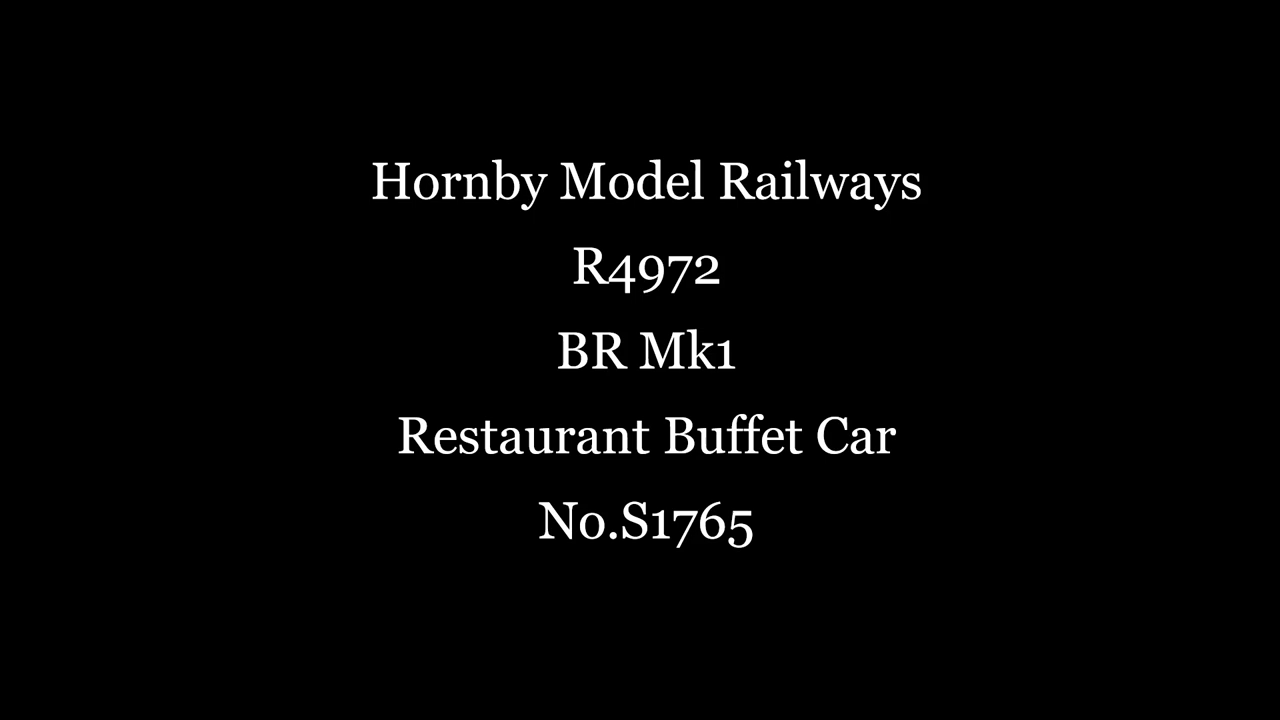 Hornby Model Railways
R4972
BR Mk1
Restaurant Buffet Car
No.S1765